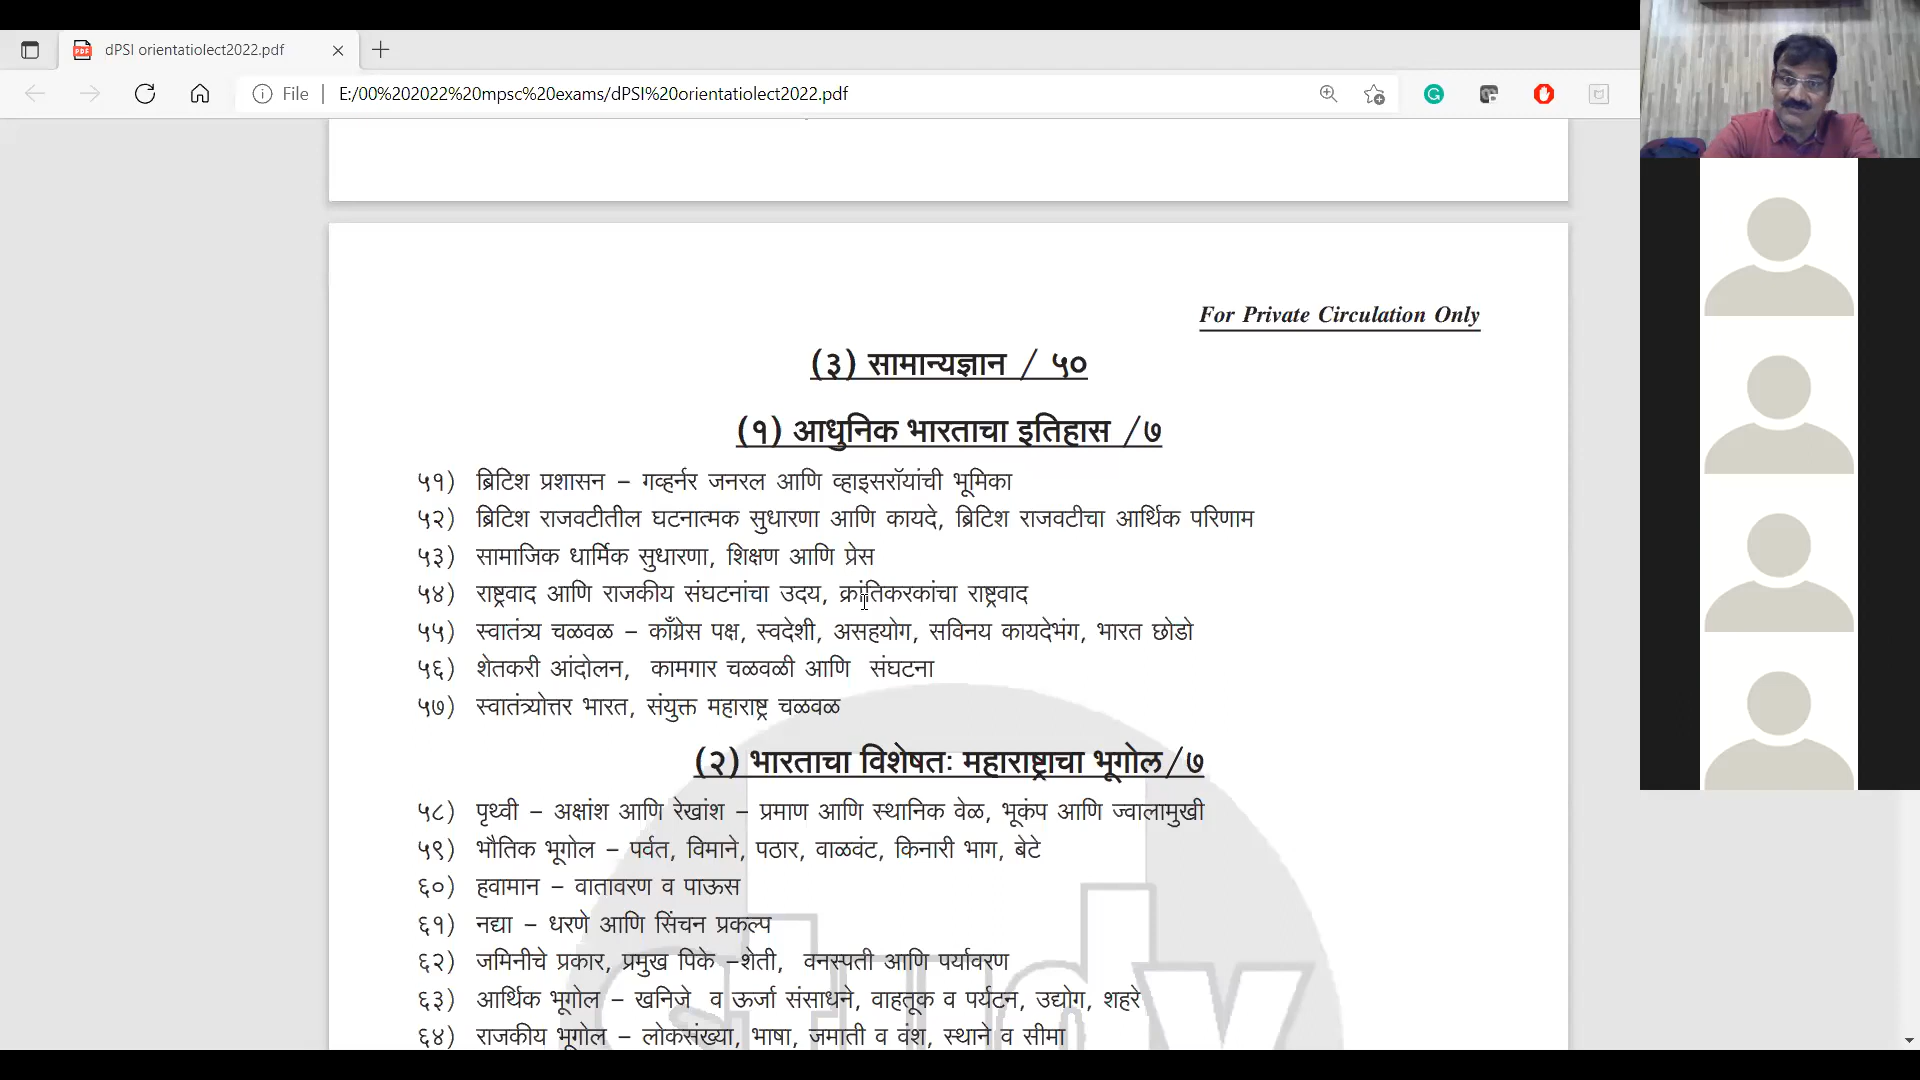 dPSI orientatiolect2022.pdf
File
E:/00%202022%20mpsc%20exams/dPSI%20orientatiolect2022.pdf
For Private Circulation Only
(३) सामान्यज्ञान / ५०
(१) आधुनिक भारताचा इतिहास /७
५१) ब्रिटिश प्रशासन – गव्हर्नर जनरल आणि व्हाइसरॉयांची भूमिका
५२) ब्रिटिश राजवटीतील घटनात्मक सुधारणा आणि कायदे, ब्रिटिश राजवटीचा आर्थिक परिणाम
५३) सामाजिक धार्मिक सुधारणा, शिक्षण आणि प्रेस
५४) राष्ट्रवाद आणि राजकीय संघटनांचा उदय, क्रांतिकरकांचा राष्ट्रवाद
५५) स्वातंत्र्य चळवळ – काँग्रेस पक्ष, स्वदेशी, असहयोग, सविनय कायदेभंग, भारत छोडो
५६) शेतकरी आंदोलन, कामगार चळवळी आणि संघटना
५७) स्वातंत्र्योत्तर भारत, संयुक्त महाराष्ट्र चळवळ
(२) भारताचा विशेषतः महाराष्ट्राचा भूगोल/७
५८) पृथ्वी – अक्षांश आणि रेखांश – प्रमाण आणि स्थानिक वेळ, भूकंप आणि ज्वालामुखी
५९) भौतिक भूगोल – पर्वत, विमाने, पठार, वाळवंट, किनारी भाग, बेटे
६०) हवामान – वातावरण व पाऊस
६१) नद्या – धरणे आणि सिंचन प्रकल्प
६२) जमिनीचे प्रकार, प्रमुख पिके –शेती, वनस्पती आणि पर्यावरण
६३) आर्थिक भूगोल – खनिजे व ऊर्जा संसाधने, वाहतूक व पर्यटन, उद्योग, शहरे
६४) राजकीय भूगोल – लोकसंख्या, भाषा, जमाती व वंश, स्थाने व सीमा
study